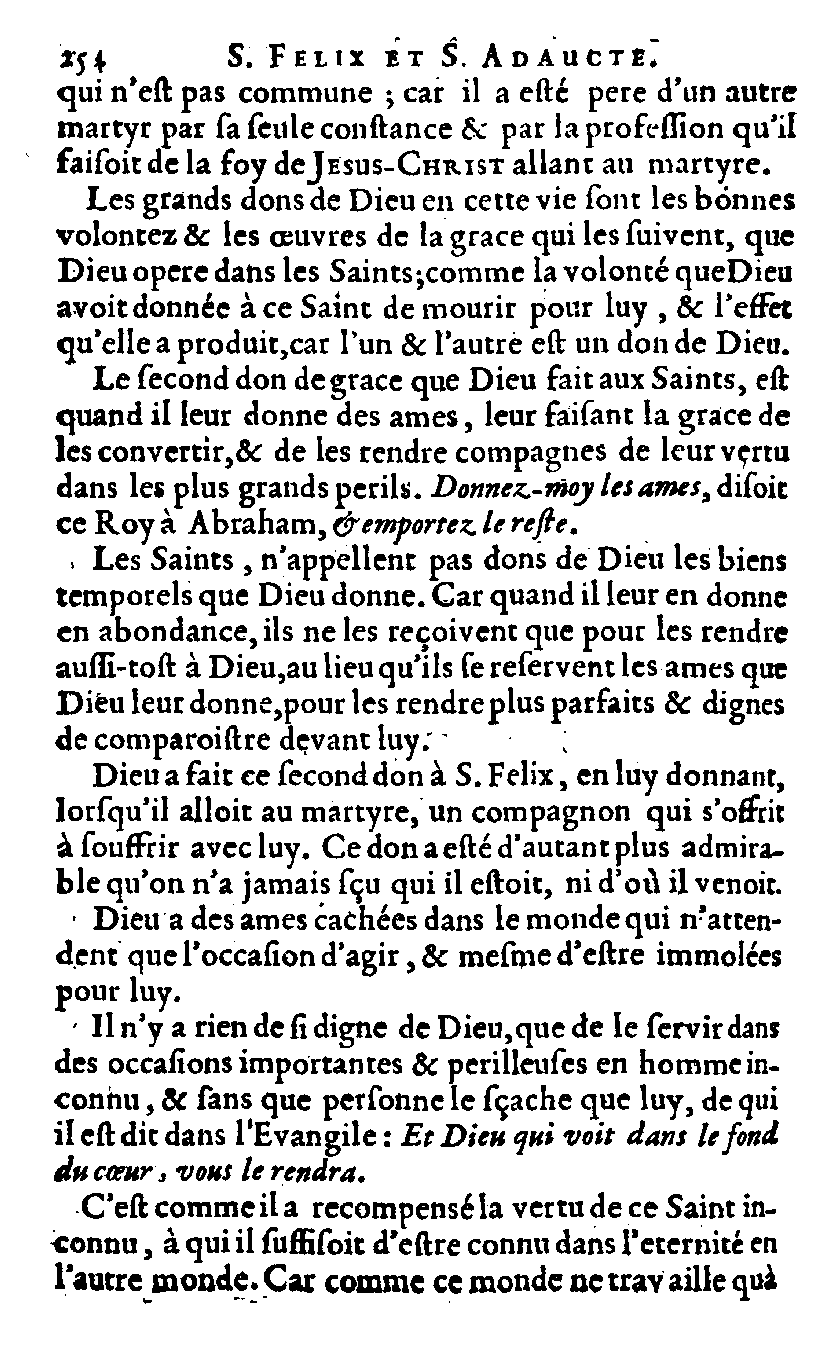 254 S. FELIX ET S. ADAUCTE.
qui n'eſt pas commune ; car il a eſté pere d'un autre
martyr par ſa ſeule conſtance & par la profeſſion qu'il
faiſoit de la foy de JESUS-CHRIST allant au martyre.
Les grands dons de Dieu en cette vie ſont les bonnes
volontez & les œuvres de la grace qui les ſuivent, que
Dieu opere dans les Saints;comme la volonté que Dieu
avoit donnée à ce Saint de mourir pour luy , & l'effet
qu'elle a produit,car l'un & l'autre eſt un don de Dieu.
Le ſecond don de grace que Dieu fait aux Saints, eſt
quand il leur donne des ames, leur faiſant la grace de
les convertir,& de les rendre compagnes de leur vertu
dans les plus grands perils. Donnez-moy les ames, diſoit
ce Roy à Abraham, & emportez le reſte.
Les Saints , n'appellent pas dons de Dieu les biens
temporels que Dieu donne. Car quand il leur en donne
en abondance, ils ne les reçoivent que pour les rendre
auſſi-toſt à Dieu,au lieu qu'ils ſe reſervent les ames que
Dieu leur donne,pour les rendre plus parfaits & dignes
de comparoiſtre devant luy.
Dieu a fait ce ſecond don à S. Felix, en luy donnant,
lorſqu'il alloit au martyre, un compagnon qui s'offrit
à ſouffrir avec luy. Ce don a eſté d'autant plus admira-
ble qu'on n'a jamais ſçu qui il eſtoit, ni d'où il venoit.
Dieu a des ames cachées dans le monde qui n'atten-
dent que l'occaſion d'agir , & meſme d'eſtre immolées
pour luy.
Il n'y a rien de ſi digne de Dieu,que de le ſervir dans
des occaſions importantes & perilleuſes en homme in-
connu, & ſans que perſonne le ſçache que luy, de qui
il eſt dit dans l'Evangile : Et Dieu qui voit dans le fond
du cœur, vous le rendra.
C'eſt comme il a recompenſé la vertu de ce Saint in-
connu, à qui il ſuffiſoit d'eſtre connu dans l'eternité en
l'autre monde. Car comme ce monde ne travaille qu'à